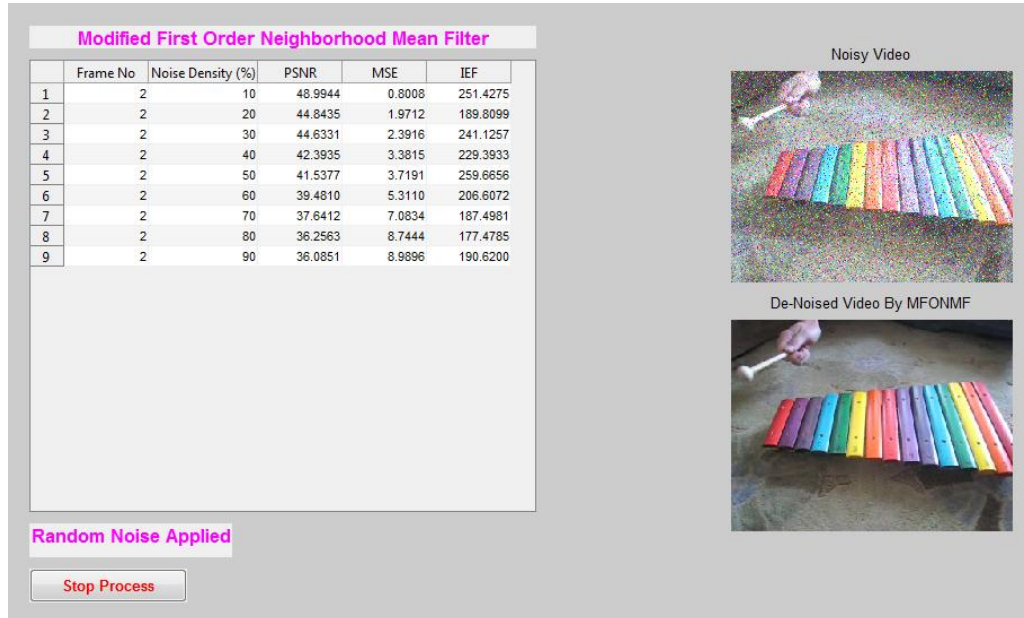 Modified First Order Neighborhood Mean Filter
Frame No Noise Density (%) PSNR MSE IEF
1 2 10 48.9944 0.8008 251.4275
2 2 20 44.8435 1.9712 189.8099
3 2 30 44.6331 2.3916 241.1257
4 2 40 42.3935 3.3815 229.3933
5 2 50 41.5377 3.7191 259.6656
6 2 60 39.4810 5.3110 206.6072
7 2 70 37.6412 7.0834 187.4981
8 2 80 36.2563 8.7444 177.4785
9 2 90 36.0851 8.9896 190.6200
Random Noise Applied
Stop Process
Noisy Video
De-Noised Video By MFONMF